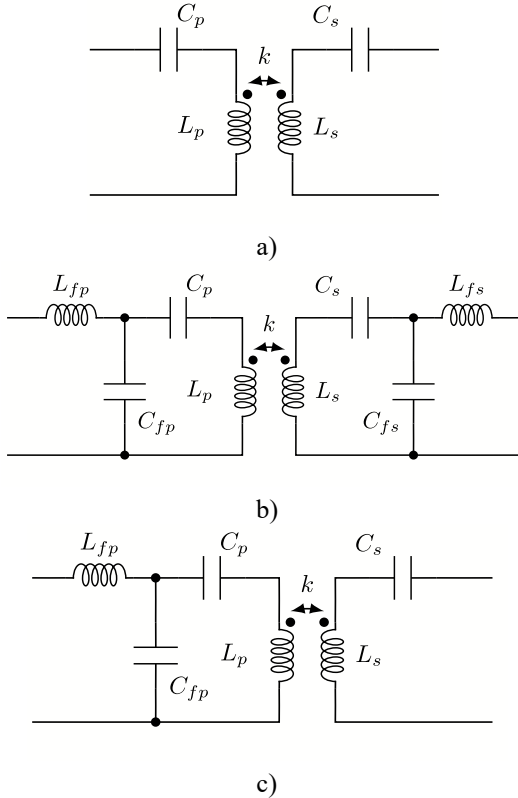 C_p C_s
k
L_p L_s
a)
L_fp C_p C_s L_fs
k
L_p L_s
C_fp C_fs
b)
L_fp C_p C_s
k
L_p L_s
C_fp
c)